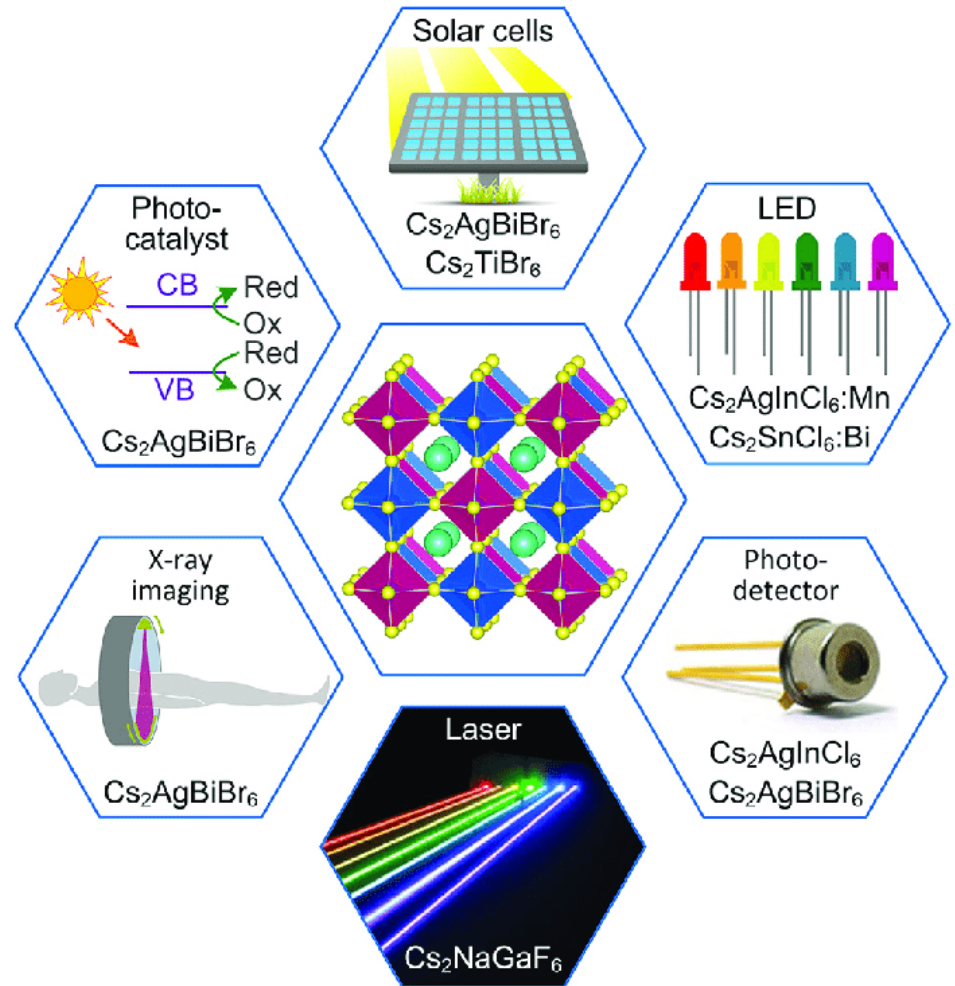 Solar cells
Cs₂AgBiBr₆
Cs₂TiBr₆
Photo-
catalyst
CB
Red
Ox
Red
VB
Ox
Cs₂AgBiBr₆
LED
Cs₂AgInCl₆:Mn
Cs₂SnCl₆:Bi
X-ray
imaging
Cs₂AgBiBr₆
Photo-
detector
Cs₂AgInCl₆
Cs₂AgBiBr₆
Laser
Cs₂NaGaF₆